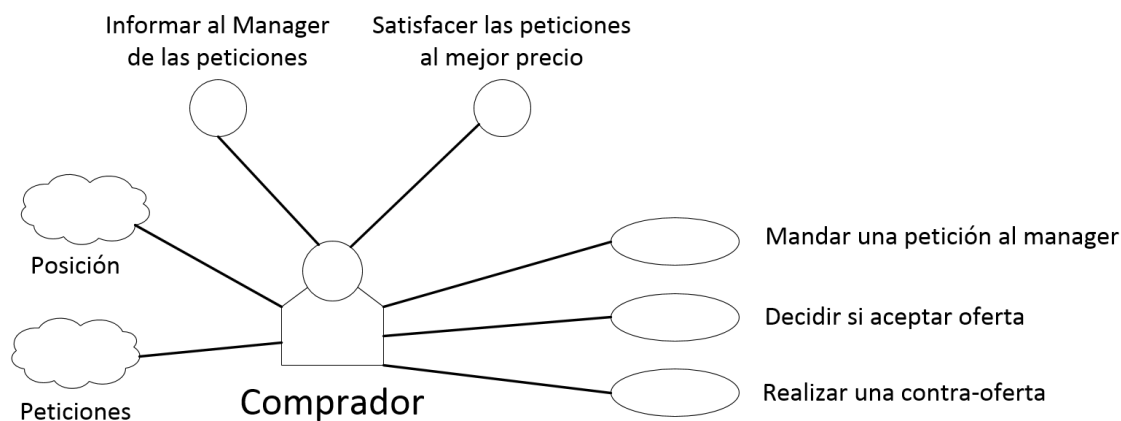 Informar al Manager
de las peticiones
Satisfacer las peticiones
al mejor precio
Posición
Peticiones
Comprador
Mandar una petición al manager
Decidir si aceptar oferta
Realizar una contra-oferta